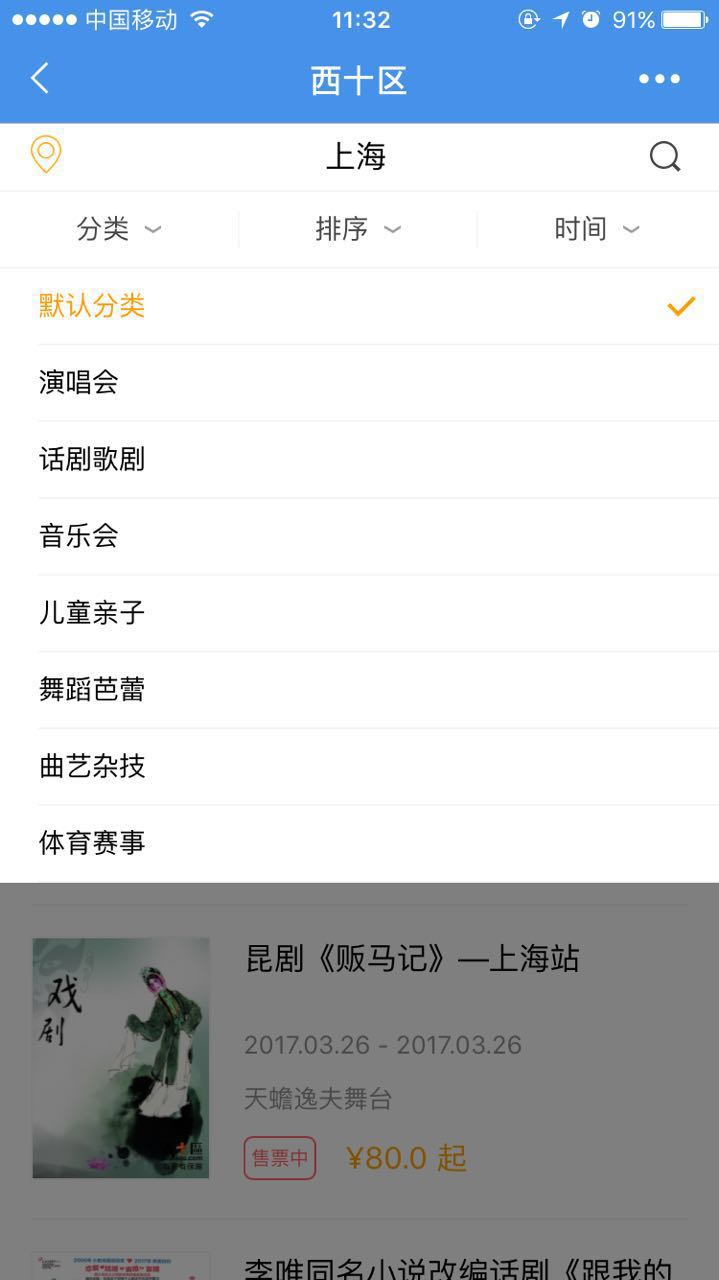 中国移动 11:32 91%
西十区
上海
分类 排序 时间
默认分类
演唱会
话剧歌剧
音乐会
儿童亲子
舞蹈芭蕾
曲艺杂技
体育赛事
戏剧
昆剧《贩马记》—上海站
2017.03.26 - 2017.03.26
天蟾逸夫舞台
售票中 ¥80.0 起
李唯同名小说改编话剧《跟我的